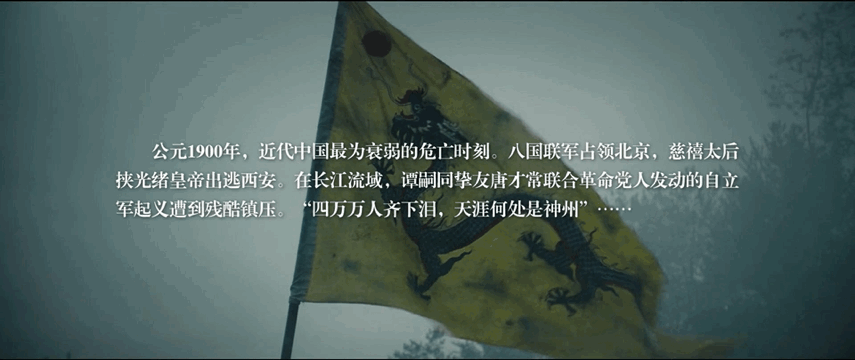 公元1900年，近代中国最为衰弱的危亡时刻。八国联军占领北京，慈禧太后
挟光绪皇帝出逃西安。在长江流域，谭嗣同挚友唐才常联合革命党人发动的自立
军起义遭到残酷镇压。“四万万人齐下泪，天涯何处是神州”……